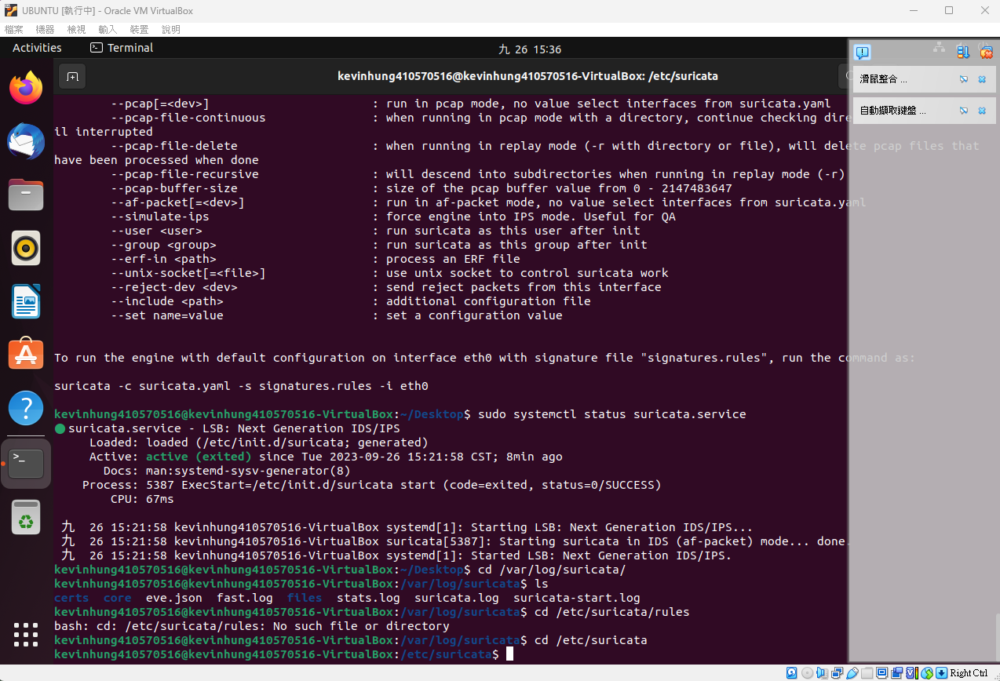 UBUNTU [執行中] - Oracle VM VirtualBox
檔案 機器 檢視 輸入 裝置 說明
Activities Terminal 九 26 15:36
kevinhung410570516@kevinhung410570516-VirtualBox: /etc/suricata
滑鼠整合 ...
自動擷取鍵盤 ...
--pcap[=<dev>] : run in pcap mode, no value select interfaces from suricata.yaml
--pcap-file-continuous : when running in pcap mode with a directory, continue checking dire
il interrupted
--pcap-file-delete : when running in replay mode (-r with directory or file), will delete pcap files that
have been processed when done
--pcap-file-recursive : will descend into subdirectories when running in replay mode (-r)
--pcap-buffer-size : size of the pcap buffer value from 0 - 2147483647
--af-packet[=<dev>] : run in af-packet mode, no value select interfaces from suricata.yaml
--simulate-ips : force engine into IPS mode. Useful for QA
--user <user> : run suricata as this user after init
--group <group> : run suricata as this group after init
--erf-in <path> : process an ERF file
--unix-socket[=<file>] : use unix socket to control suricata work
--reject-dev <dev> : send reject packets from this interface
--include <path> : additional configuration file
--set name=value : set a configuration value
To run the engine with default configuration on interface eth0 with signature file "signatures.rules", run the command as:
suricata -c suricata.yaml -s signatures.rules -i eth0
kevinhung410570516@kevinhung410570516-VirtualBox:~/Desktop$ sudo systemctl status suricata.service
suricata.service - LSB: Next Generation IDS/IPS
Loaded: loaded (/etc/init.d/suricata; generated)
Active: active (exited) since Tue 2023-09-26 15:21:58 CST; 8min ago
Docs: man:systemd-sysv-generator(8)
Process: 5387 ExecStart=/etc/init.d/suricata start (code=exited, status=0/SUCCESS)
CPU: 67ms
九 26 15:21:58 kevinhung410570516-VirtualBox systemd[1]: Starting LSB: Next Generation IDS/IPS...
九 26 15:21:58 kevinhung410570516-VirtualBox suricata[5387]: Starting suricata in IDS (af-packet) mode... done.
九 26 15:21:58 kevinhung410570516-VirtualBox systemd[1]: Started LSB: Next Generation IDS/IPS.
kevinhung410570516@kevinhung410570516-VirtualBox:~/Desktop$ cd /var/log/suricata/
kevinhung410570516@kevinhung410570516-VirtualBox:/var/log/suricata$ ls
certs core eve.json fast.log files stats.log suricata.log suricata-start.log
kevinhung410570516@kevinhung410570516-VirtualBox:/var/log/suricata$ cd /etc/suricata/rules
bash: cd: /etc/suricata/rules: No such file or directory
kevinhung410570516@kevinhung410570516-VirtualBox:/var/log/suricata$ cd /etc/suricata
kevinhung410570516@kevinhung410570516-VirtualBox:/etc/suricata$
Right Ctrl